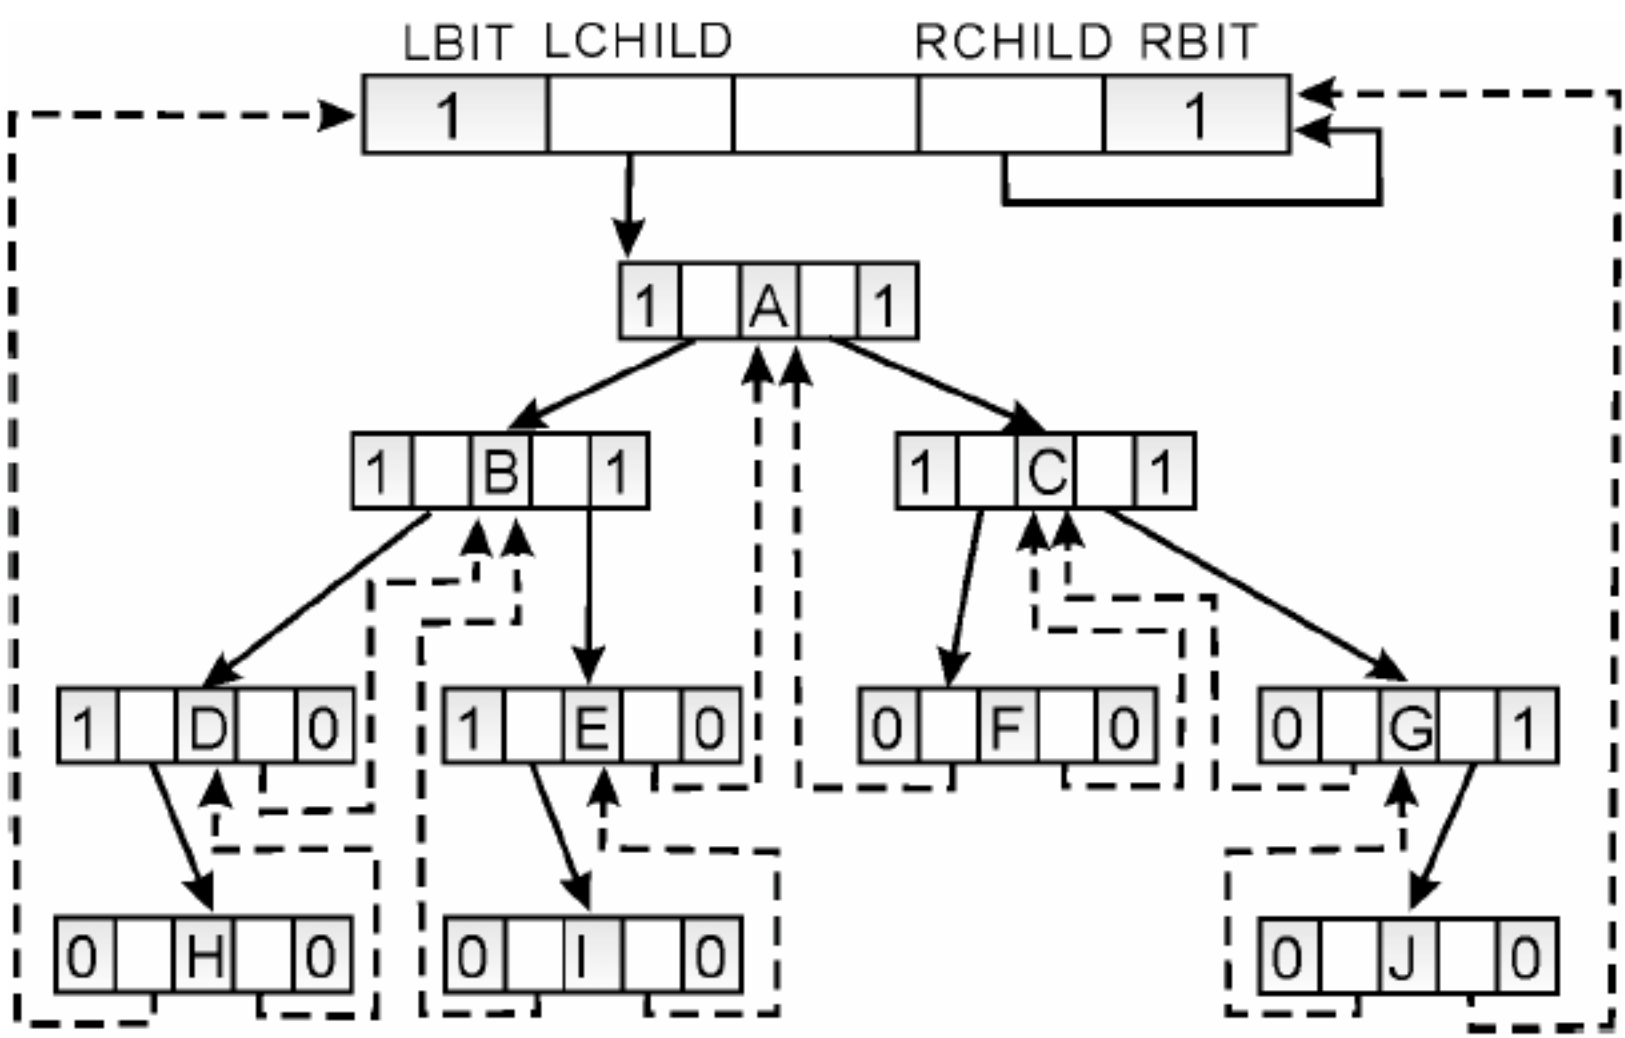 LBIT LCHILD RCHILD RBIT
1 1
1 A 1
1 B 1 1 C 1
1 D 0 1 E 0 0 F 0 0 G 1
0 H 0 0 I 0 0 J 0